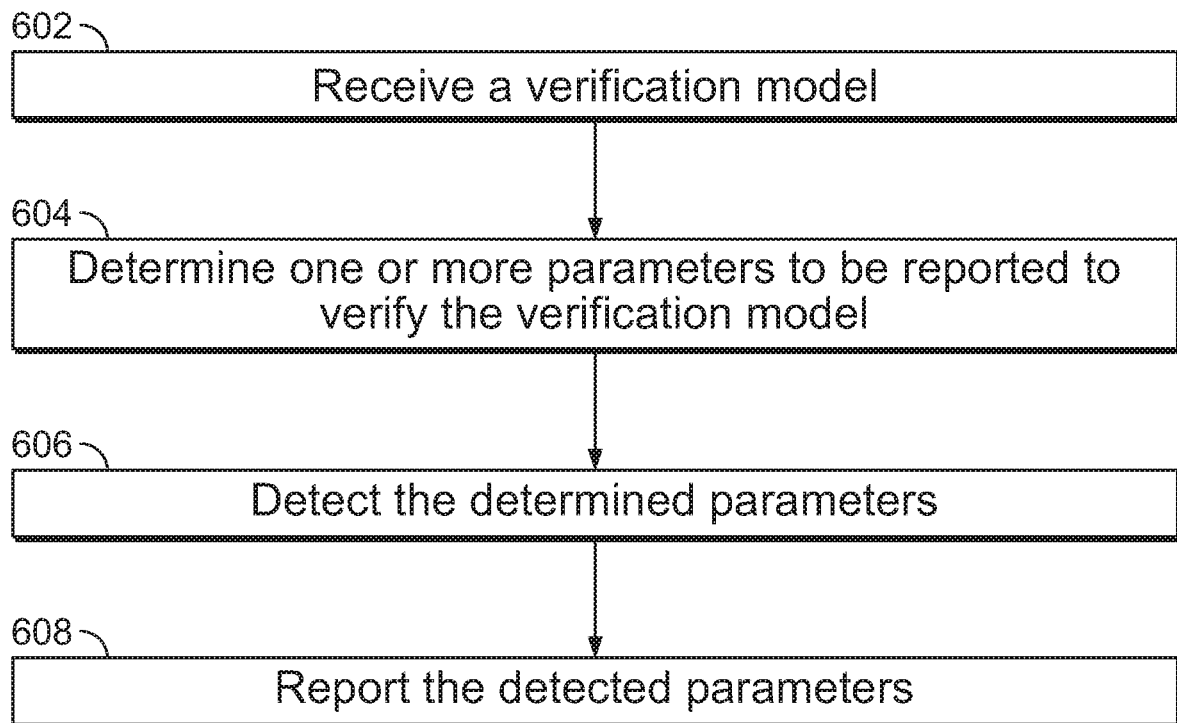 602
Receive a verification model
604
Determine one or more parameters to be reported to
verify the verification model
606
Detect the determined parameters
608
Report the detected parameters